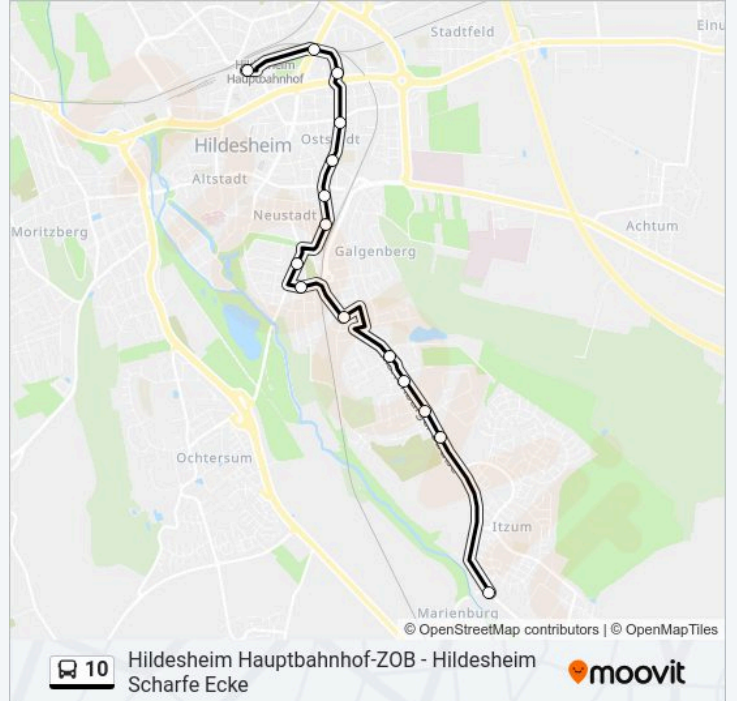 Stadtfeld
Einu
Hildesheim
Hauptbahnhof
Hildesheim
Oststadt
Altstadt
Neustadt
Moritzberg
Achtum
Galgenberg
Ochtersum
Itzum
Marienburg
© OpenStreetMap contributors | © OpenMapTiles
10
Hildesheim Hauptbahnhof-ZOB - Hildesheim
Scharfe Ecke
moovit